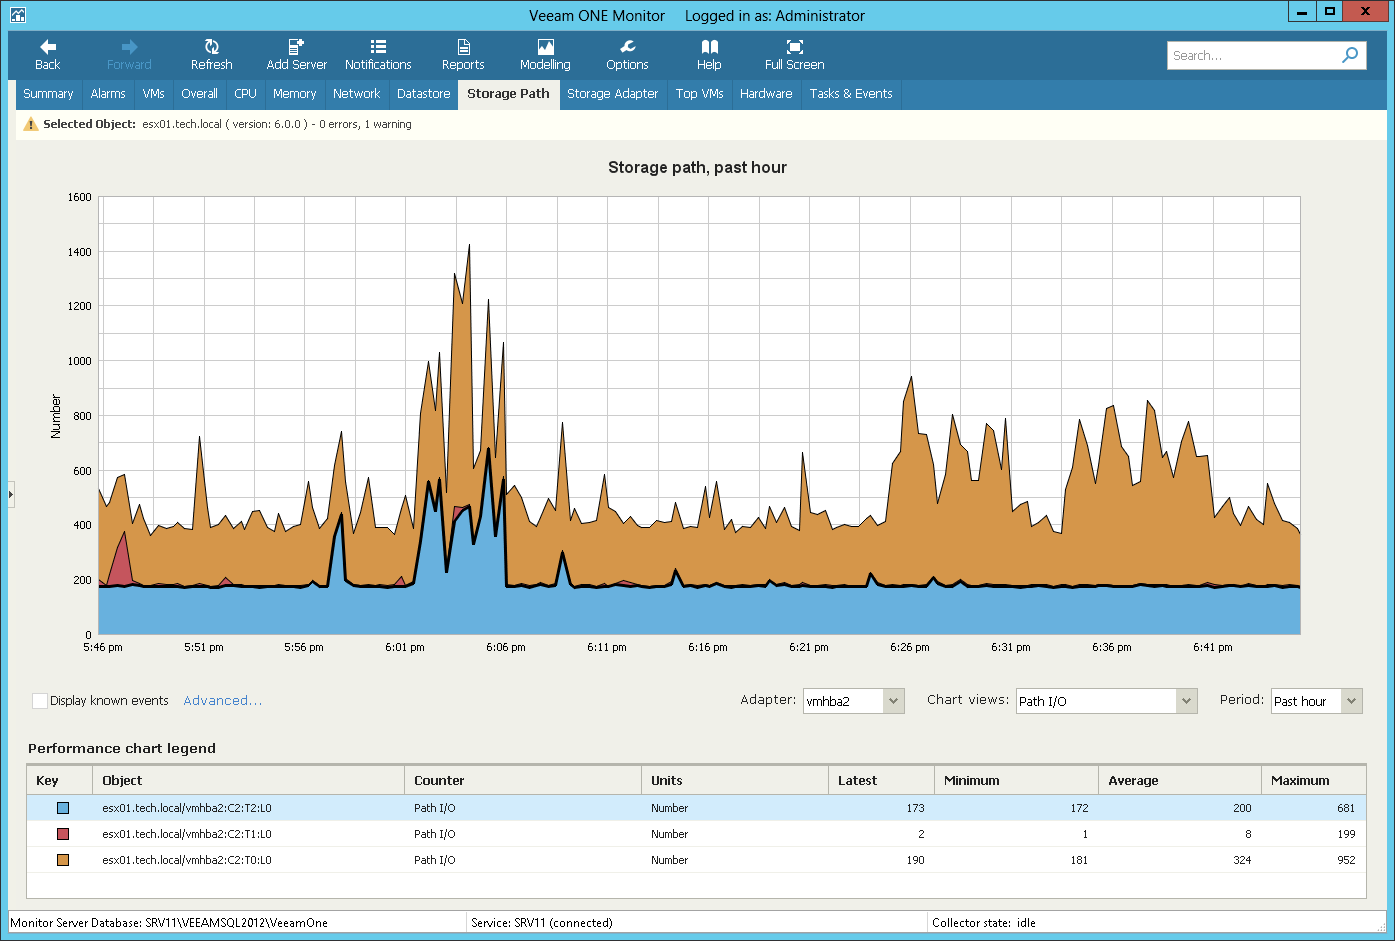 Veeam ONE Monitor Logged in as: Administrator
Back Forward Refresh Add Server Notifications Reports Modelling Options Help Full Screen
Search...
Summary Alarms VMs Overall CPU Memory Network Datastore Storage Path Storage Adapter Top VMs Hardware Tasks & Events
Selected Object: esx01.tech.local ( version: 6.0.0 ) - 0 errors, 1 warning
Storage path, past hour
1600
1400
1200
1000
800
600
400
200
0
Number
5:46 pm 5:51 pm 5:56 pm 6:01 pm 6:06 pm 6:11 pm 6:16 pm 6:21 pm 6:26 pm 6:31 pm 6:36 pm 6:41 pm
Display known events Advanced... Adapter: vmhba2 Chart views: Path I/O Period: Past hour
Performance chart legend
Key Object Counter Units Latest Minimum Average Maximum
esx01.tech.local/vmhba2:C2:T2:L0 Path I/O Number 173 172 200 681
esx01.tech.local/vmhba2:C2:T1:L0 Path I/O Number 2 1 8 199
esx01.tech.local/vmhba2:C2:T0:L0 Path I/O Number 190 181 324 952
Monitor Server Database: SRV11\VEEAMSQL2012\VeeamOne Service: SRV11 (connected) Collector state: idle